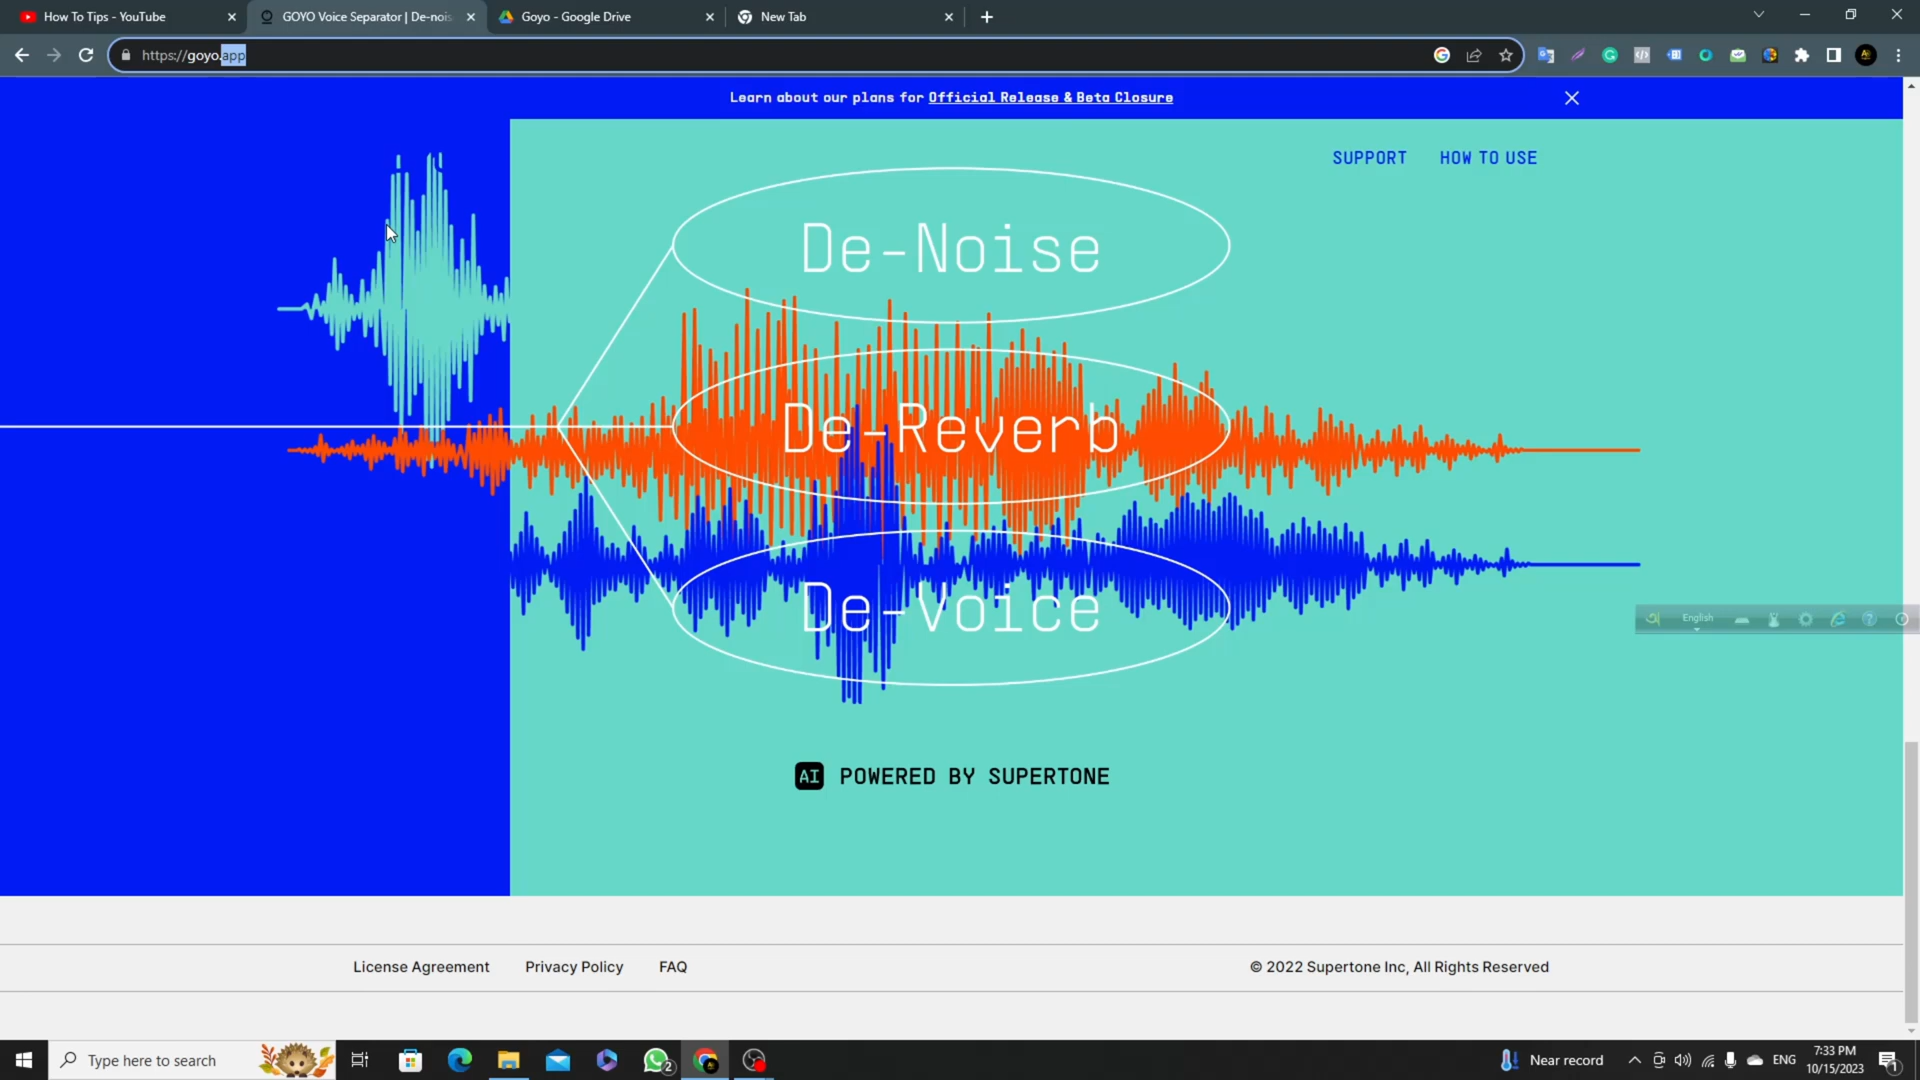 How To Tips - YouTube
GOYO Voice Separator | De-nois
Goyo - Google Drive
New Tab
https://goyo.app
Learn about our plans for Official Release & Beta Closure
SUPPORT HOW TO USE
De-Noise
De-Reverb
De-Voice
English
AI POWERED BY SUPERTONE
License Agreement Privacy Policy FAQ © 2022 Supertone Inc, All Rights Reserved
Type here to search
2
Near record
ENG
7:33 PM
10/15/2023
1